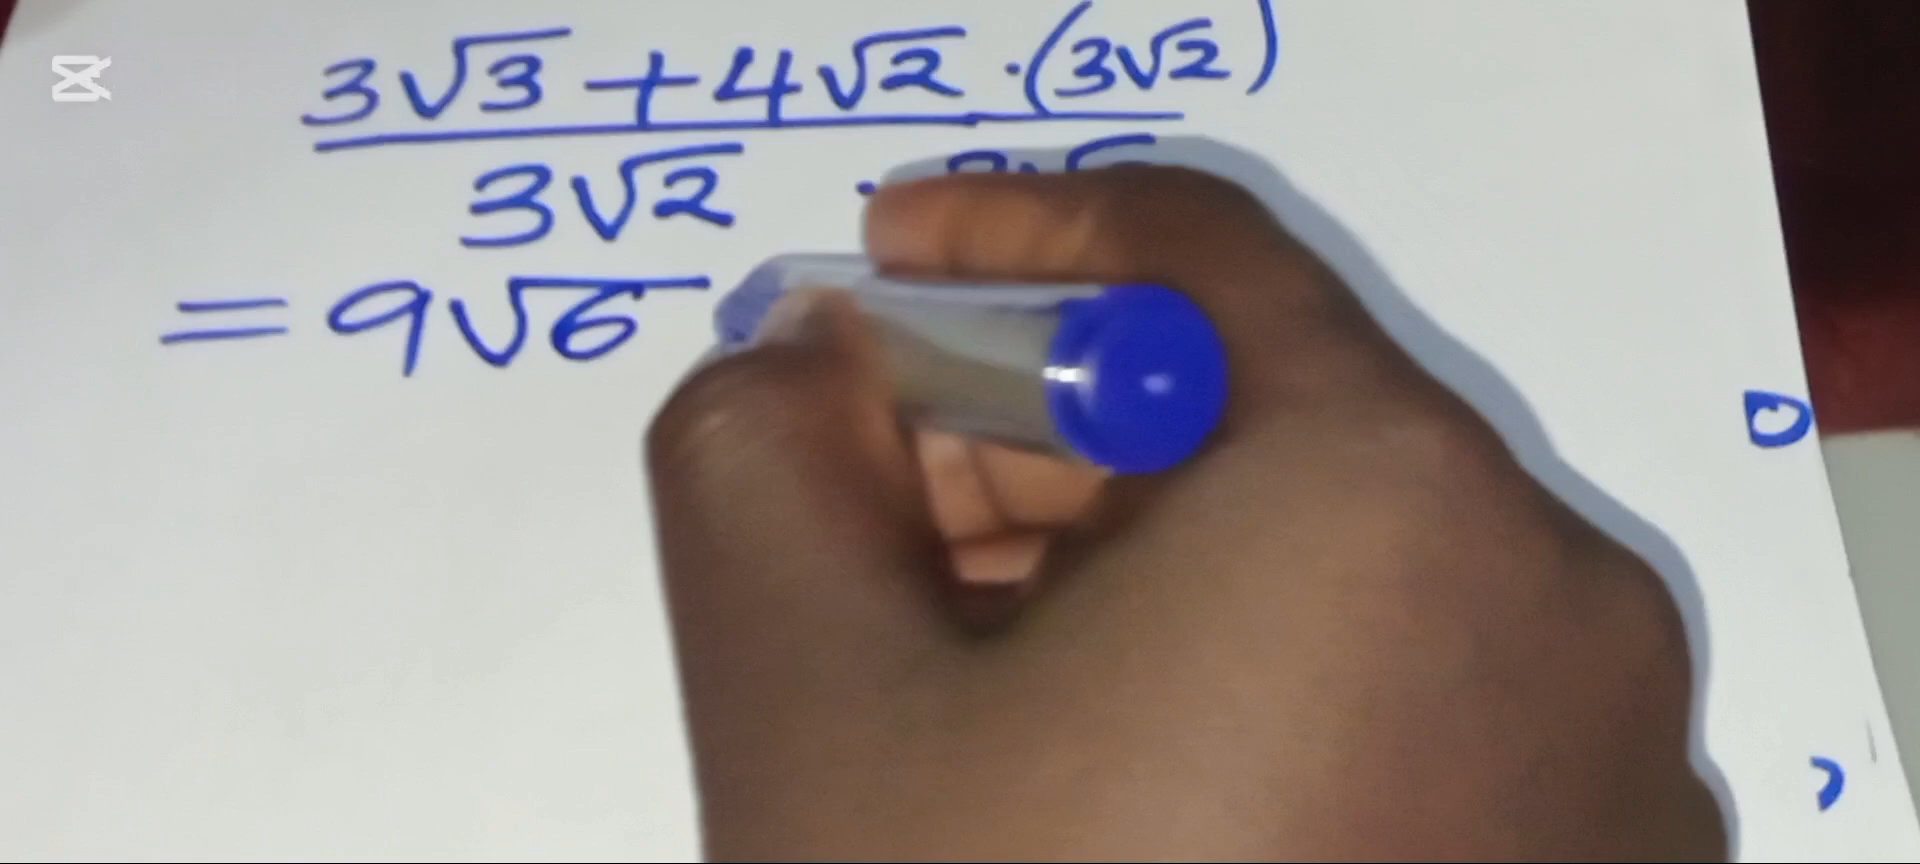 3√3 + 4√2 · (3√2)
3√2 ·
= 9√6